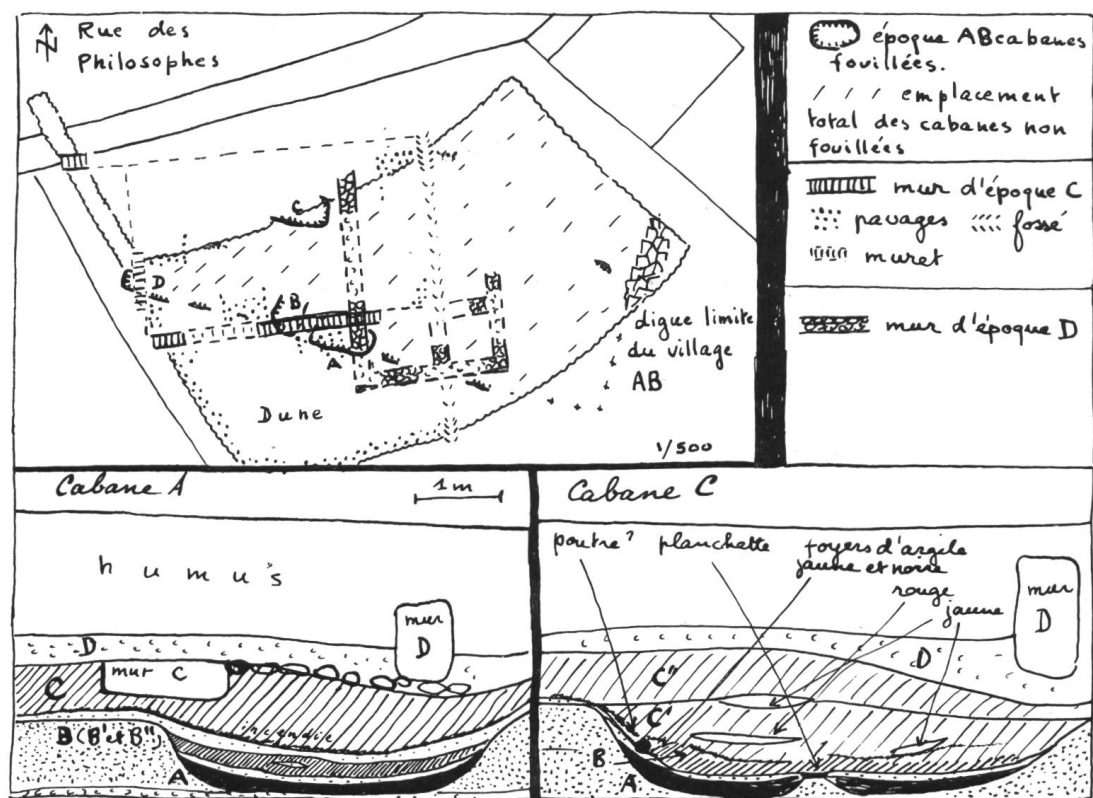 N
Rue des
Philosophes
C
D
B
A
Dune
digue limite
du village
AB
1/500
époque AB cabanes
fouillées.
emplacement
total des cabanes non
fouillées
mur d'époque C
pavages fossé
muret
mur d'époque D
Cabane A
1m
humus
D
mur
D
mur C
C
incendie
B (B' et B")
A
Cabane C
poutre? planchette foyers d'argile
jaune et noire
rouge
jaune
mur
D
D
C"
C'
B
A